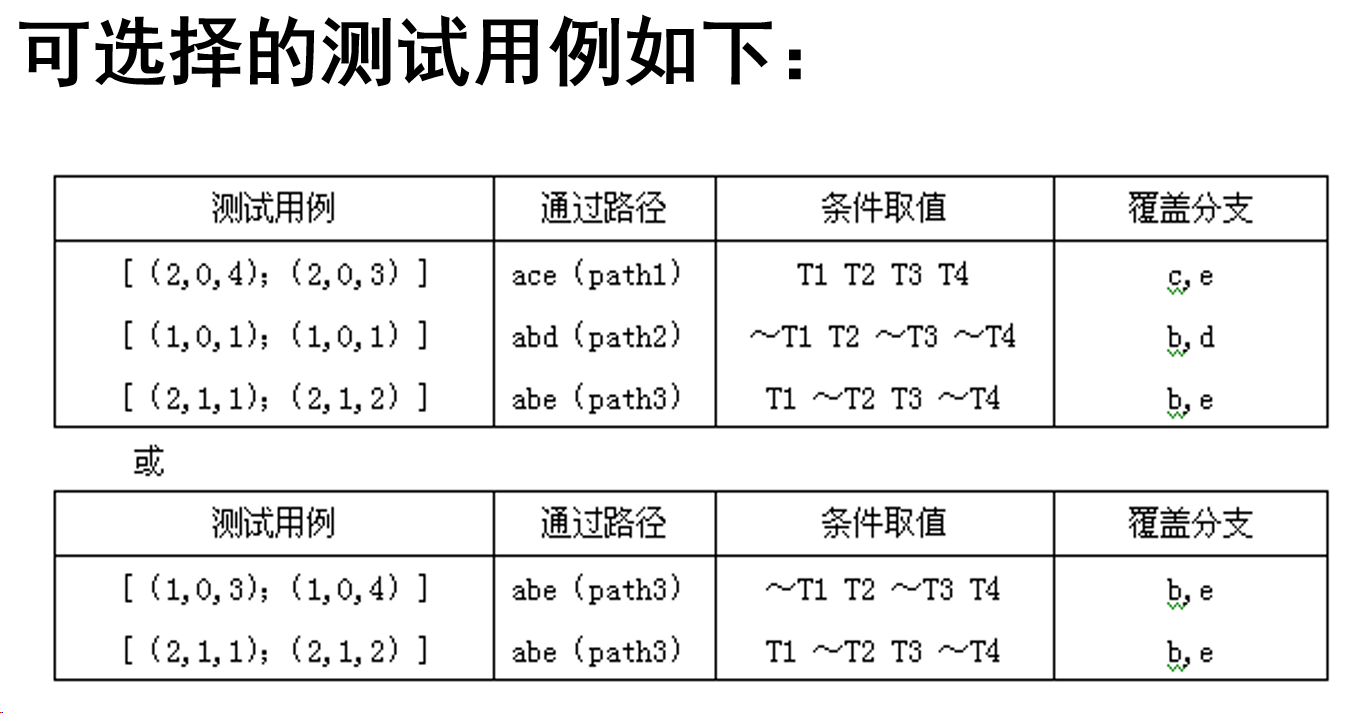 可选择的测试用例如下：
测试用例 通过路径 条件取值 覆盖分支
[（2,0,4）；（2,0,3）] ace（path1） T1 T2 T3 T4 c,e
[（1,0,1）；（1,0,1）] abd（path2） ～T1 T2 ～T3 ～T4 b,d
[（2,1,1）；（2,1,2）] abe（path3） T1 ～T2 T3 ～T4 b,e
或
测试用例 通过路径 条件取值 覆盖分支
[（1,0,3）；（1,0,4）] abe（path3） ～T1 T2 ～T3 T4 b,e
[（2,1,1）；（2,1,2）] abe（path3） T1 ～T2 T3 ～T4 b,e